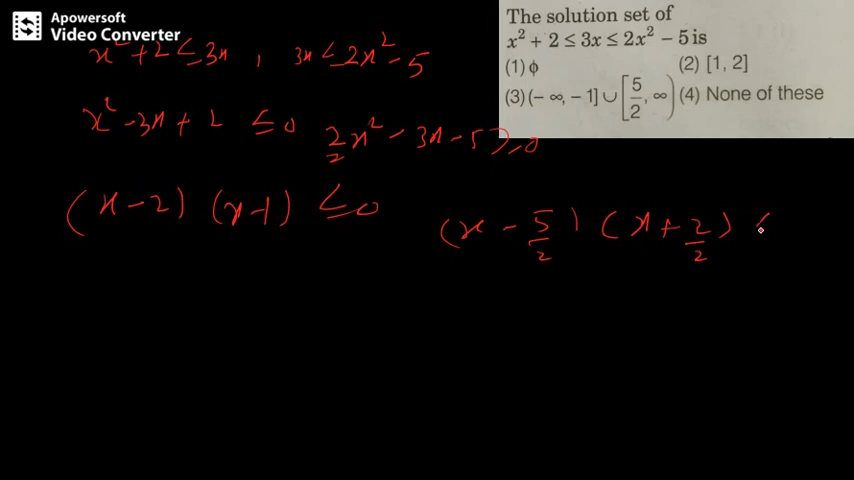 Apowersoft
Video Converter
The solution set of
x² + 2 ≤ 3x ≤ 2x² − 5 is
(1) ϕ (2) [1, 2]
(3) (− ∞, − 1] ∪ [5/2, ∞) (4) None of these
x² + 2 ≤ 3x , 3x ≤ 2x² − 5
x² − 3x + 2 ≤ 0 2x² − 3x − 5 ≥ 0
(x − 2) (x − 1) ≤ 0
(x − 5/2) (x + 2/2)